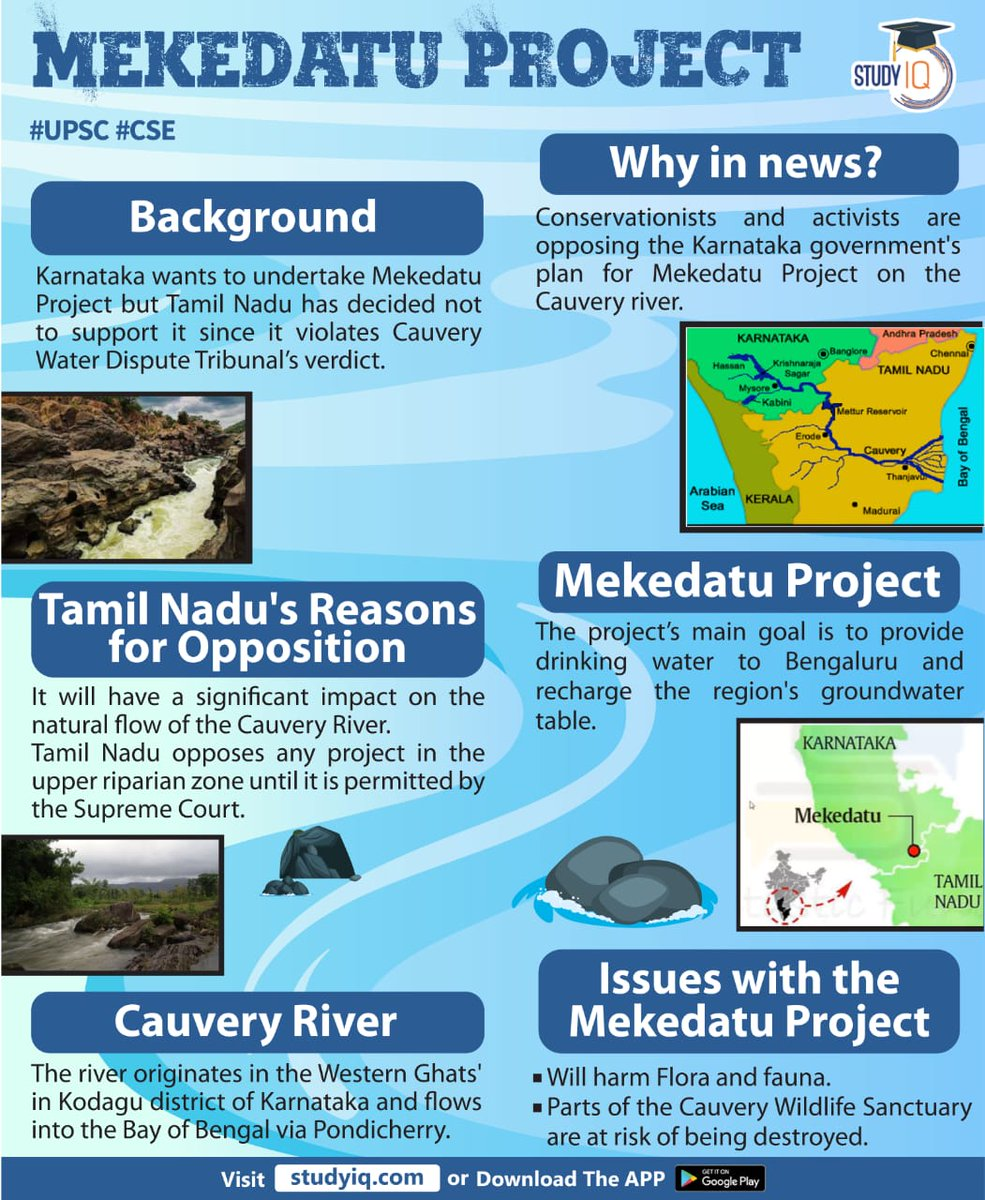 MEKEDATU PROJECT
STUDY IQ
#UPSC #CSE
Background
Karnataka wants to undertake Mekedatu
Project but Tamil Nadu has decided not
to support it since it violates Cauvery
Water Dispute Tribunal’s verdict.
Why in news?
Conservationists and activists are
opposing the Karnataka government's
plan for Mekedatu Project on the
Cauvery river.
KARNATAKA
Andhra Pradesh
Banglore
Chennai
Hassan
Krishnaraja
Sagar
TAMIL NADU
Mysore
Kabini
Mettur Reservoir
Erode
Cauvery
Thanjavur
Bay of Bengal
Arabian
Sea
KERALA
Madurai
Tamil Nadu's Reasons
for Opposition
It will have a significant impact on the
natural flow of the Cauvery River.
Tamil Nadu opposes any project in the
upper riparian zone until it is permitted by
the Supreme Court.
Mekedatu Project
The project’s main goal is to provide
drinking water to Bengaluru and
recharge the region's groundwater
table.
KARNATAKA
Mekedatu
TAMIL
NADU
Cauvery River
The river originates in the Western Ghats'
in Kodagu district of Karnataka and flows
into the Bay of Bengal via Pondicherry.
Issues with the
Mekedatu Project
▪ Will harm Flora and fauna.
▪ Parts of the Cauvery Wildlife Sanctuary
are at risk of being destroyed.
Visit studyiq.com or Download The APP GET IT ON Google Play